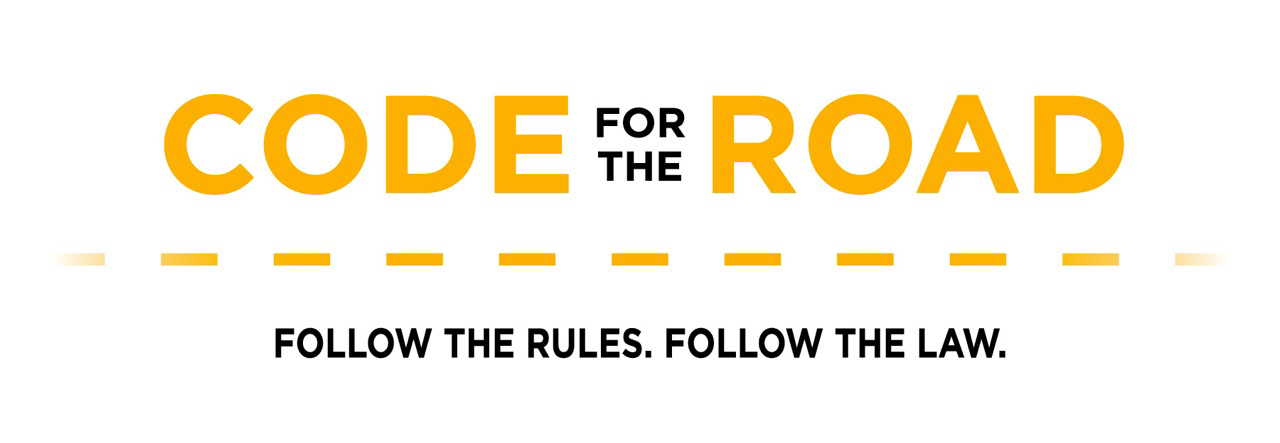 CODE FOR THE ROAD
FOLLOW THE RULES. FOLLOW THE LAW.